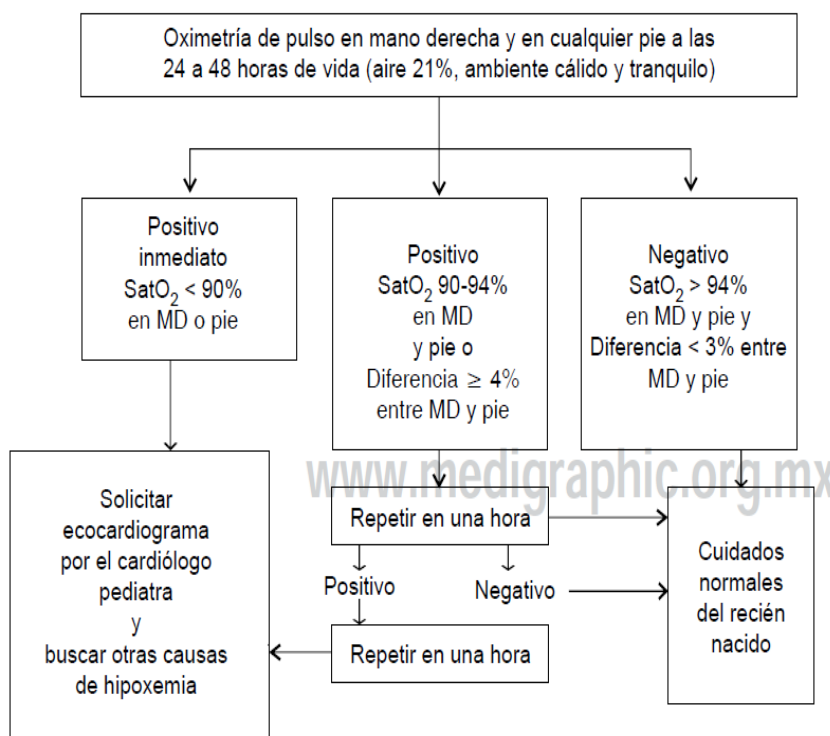 Oximetría de pulso en mano derecha y en cualquier pie a las
24 a 48 horas de vida (aire 21%, ambiente cálido y tranquilo)
Positivo
inmediato
SatO₂ < 90%
en MD o pie
Positivo
SatO₂ 90-94%
en MD
y pie o
Diferencia ≥ 4%
entre MD y pie
Negativo
SatO₂ > 94%
en MD y pie y
Diferencia < 3% entre
MD y pie
www.medigraphic.org.mx
Solicitar
ecocardiograma
por el cardiólogo
pediatra
y
buscar otras causas
de hipoxemia
Repetir en una hora
Positivo
Negativo
Repetir en una hora
Cuidados
normales
del recién
nacido